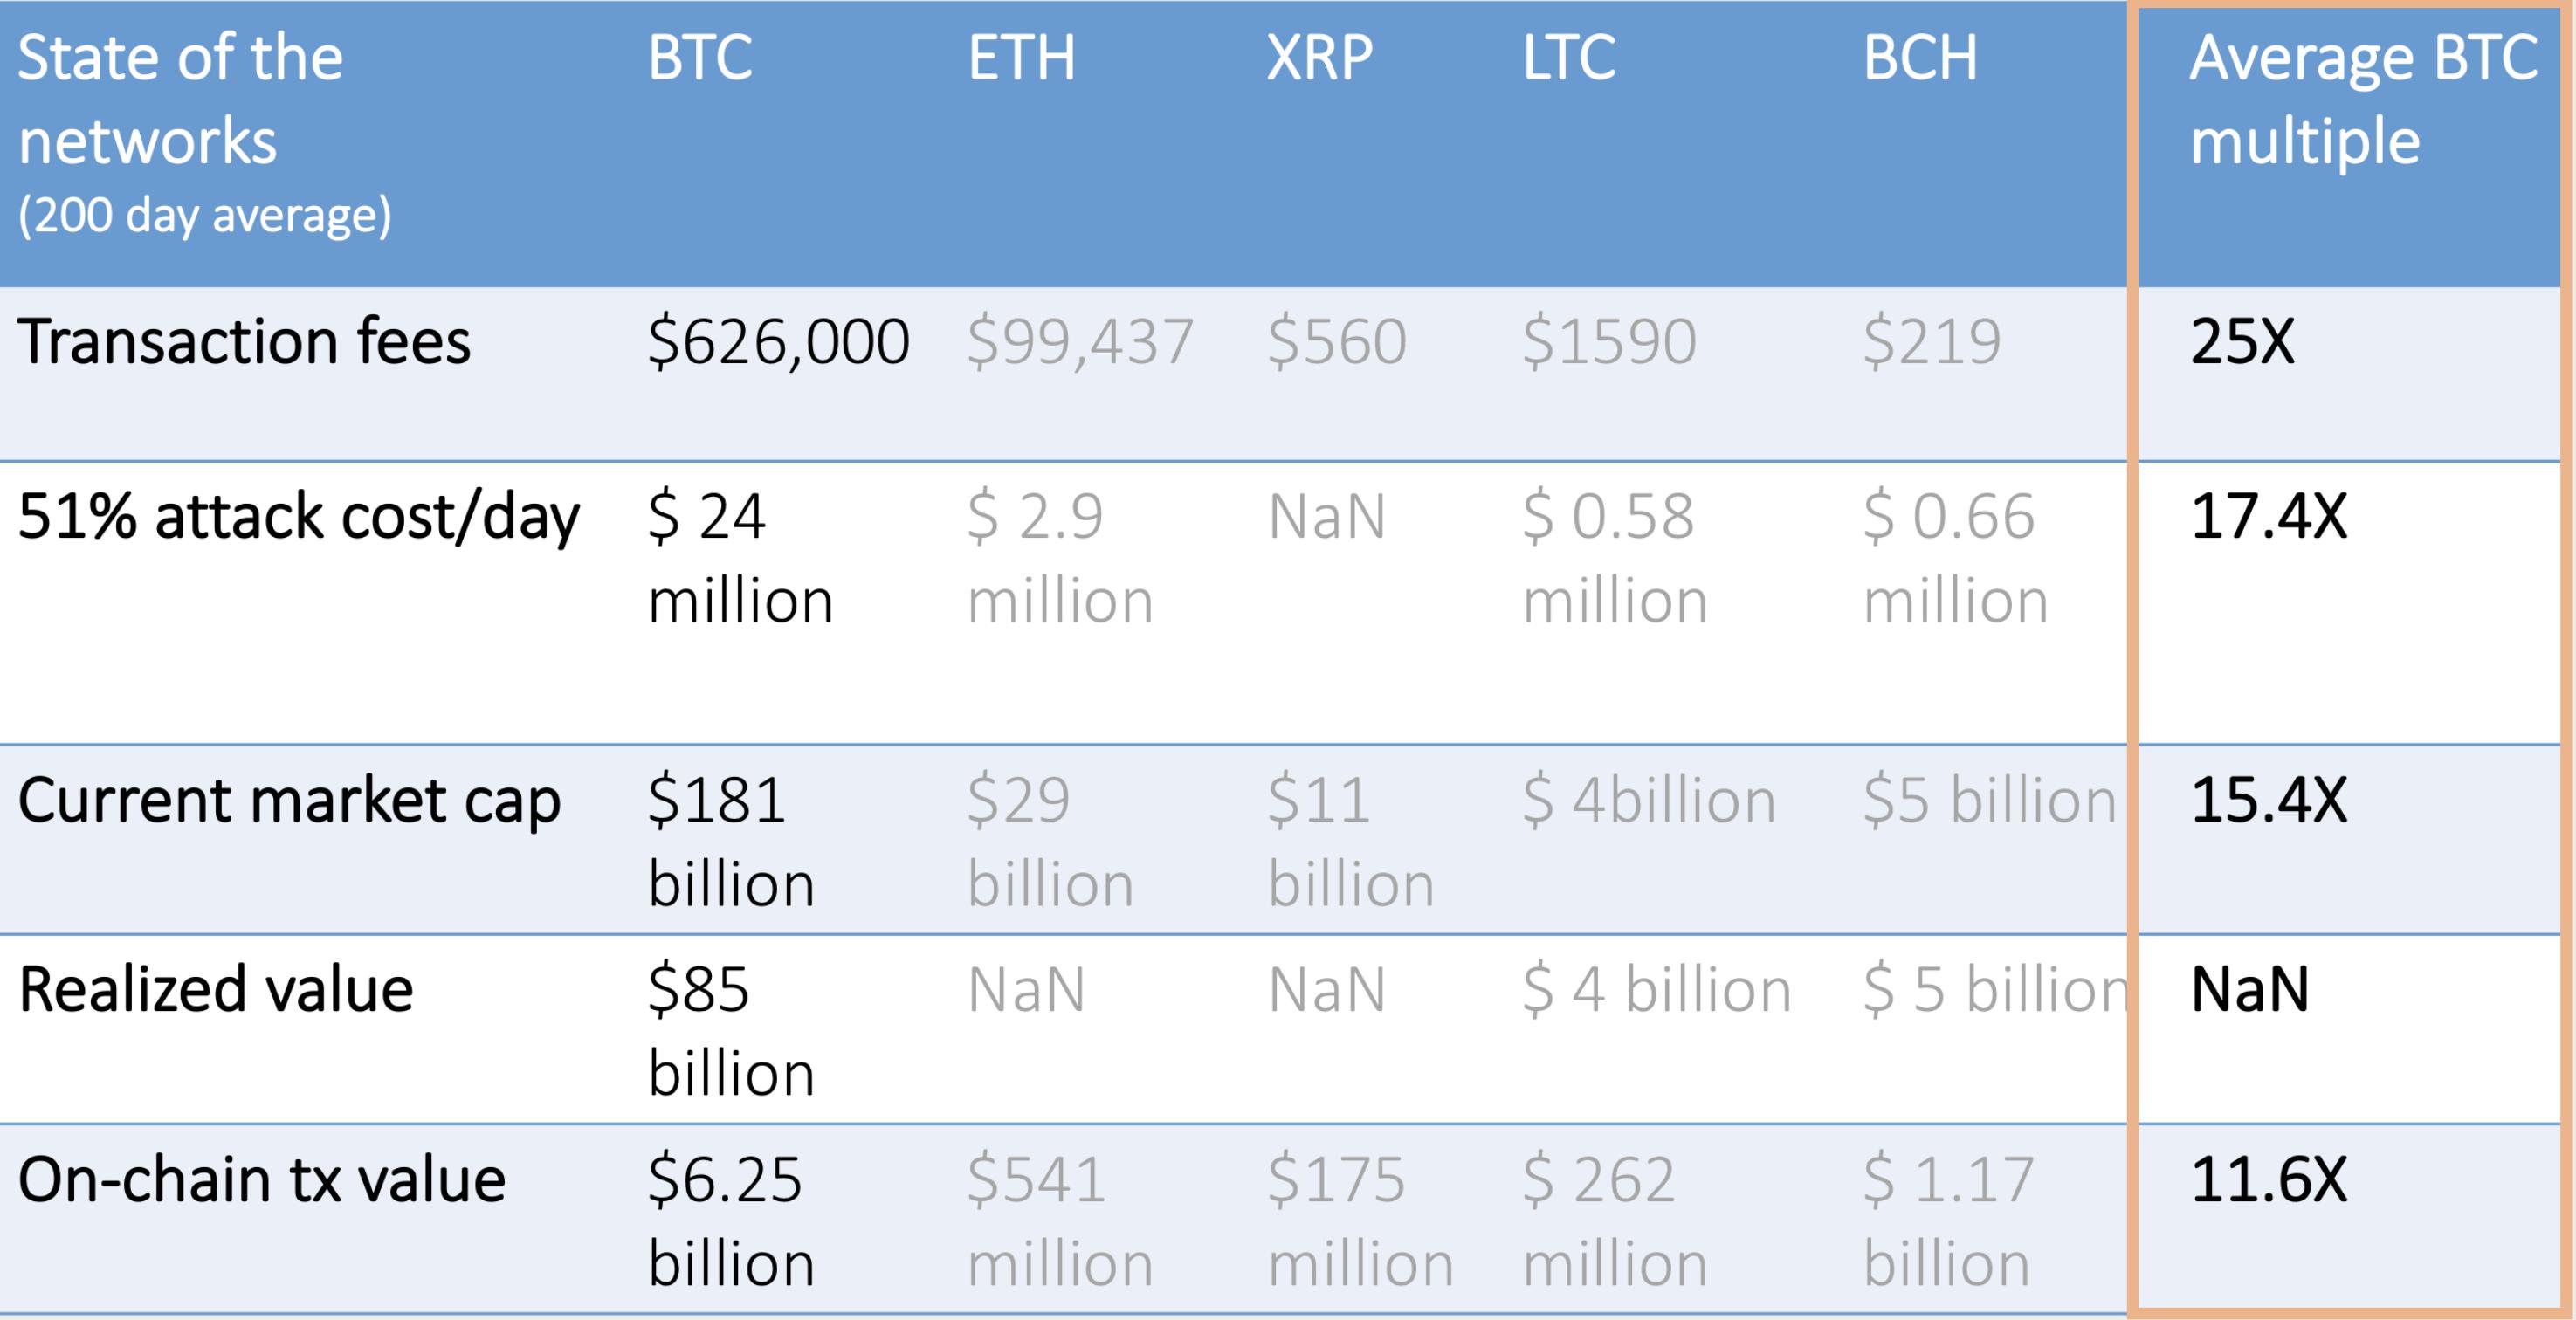 State of the networks (200 day average) BTC ETH XRP LTC BCH Average BTC multiple
Transaction fees $626,000 $99,437 $560 $1590 $219 25X
51% attack cost/day $ 24 million $ 2.9 million NaN $ 0.58 million $ 0.66 million 17.4X
Current market cap $181 billion $29 billion $11 billion $ 4billion $5 billion 15.4X
Realized value $85 billion NaN NaN $ 4 billion $ 5 billion NaN
On-chain tx value $6.25 billion $541 million $175 million $ 262 million $ 1.17 billion 11.6X